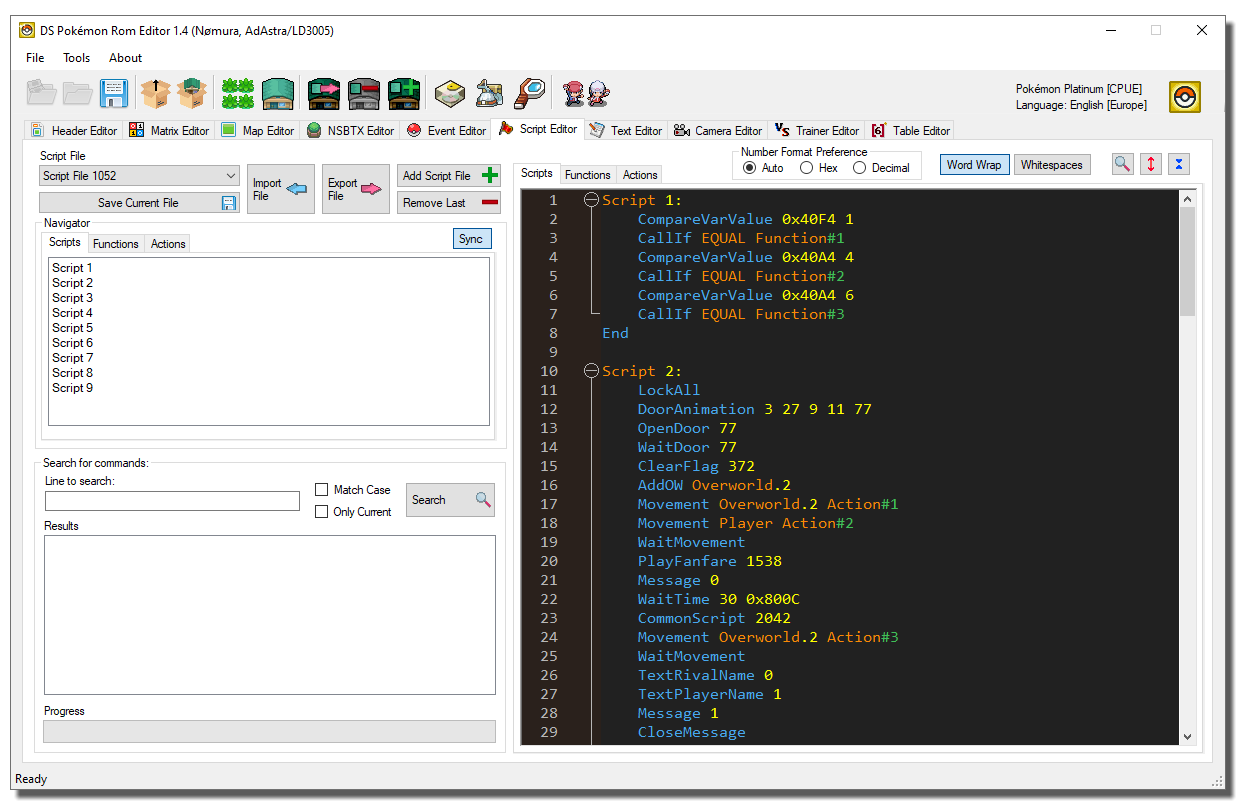 DS Pokémon Rom Editor 1.4 (Nømura, AdAstra/LD3005)
File Tools About
Pokémon Platinum [CPUE]
Language: English [Europe]
Header Editor Matrix Editor Map Editor NSBTX Editor Event Editor Script Editor Text Editor Camera Editor Trainer Editor Table Editor
Script File
Script File 1052
Save Current File
Import File
Export File
Add Script File
Remove Last
Navigator
Scripts Functions Actions
Sync
Script 1
Script 2
Script 3
Script 4
Script 5
Script 6
Script 7
Script 8
Script 9
Search for commands:
Line to search:
Match Case
Only Current
Search
Results
Progress
Scripts Functions Actions
Number Format Preference
Auto Hex Decimal
Word Wrap Whitespaces
1 Script 1:
2 CompareVarValue 0x40F4 1
3 CallIf EQUAL Function#1
4 CompareVarValue 0x40A4 4
5 CallIf EQUAL Function#2
6 CompareVarValue 0x40A4 6
7 CallIf EQUAL Function#3
8 End
9
10 Script 2:
11 LockAll
12 DoorAnimation 3 27 9 11 77
13 OpenDoor 77
14 WaitDoor 77
15 ClearFlag 372
16 AddOW Overworld.2
17 Movement Overworld.2 Action#1
18 Movement Player Action#2
19 WaitMovement
20 PlayFanfare 1538
21 Message 0
22 WaitTime 30 0x800C
23 CommonScript 2042
24 Movement Overworld.2 Action#3
25 WaitMovement
26 TextRivalName 0
27 TextPlayerName 1
28 Message 1
29 CloseMessage
Ready